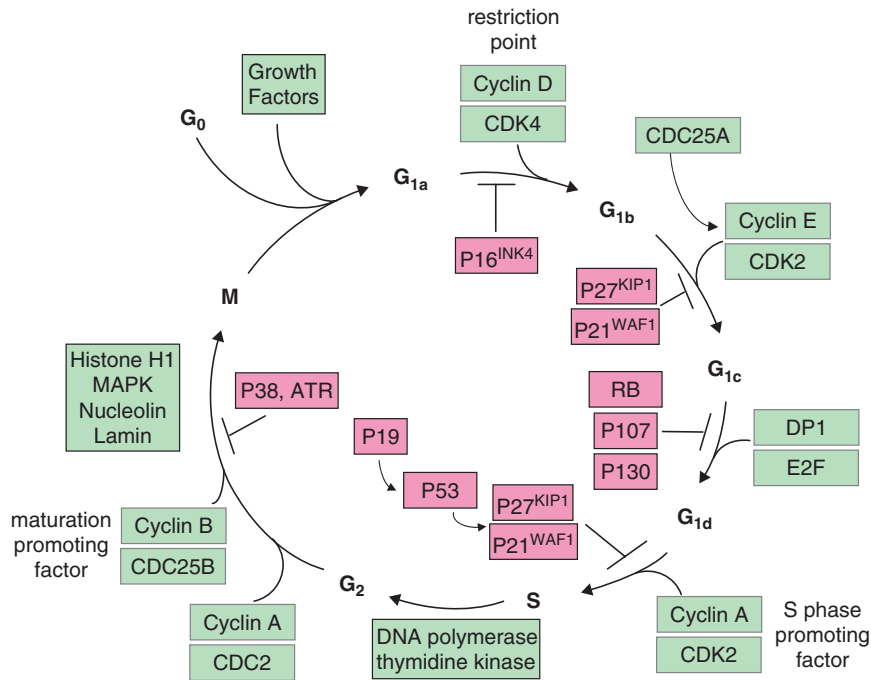 restriction
point
Growth
Factors
Cyclin D
CDK4
G₀
CDC25A
G₁ₐ
G₁b
Cyclin E
CDK2
P16ᴵᴺᴷ⁴
P27ᴷᴵᴾ¹
P21ᵂᴬꟳ¹
M
Histone H1
MAPK
Nucleolin
Lamin
P38, ATR
G₁c
RB
P107
P130
DP1
E2F
P19
P53
P27ᴷᴵᴾ¹
P21ᵂᴬꟳ¹
G₁d
maturation
promoting
factor
Cyclin B
CDC25B
G₂
S
Cyclin A
CDC2
DNA polymerase
thymidine kinase
Cyclin A
CDK2
S phase
promoting
factor